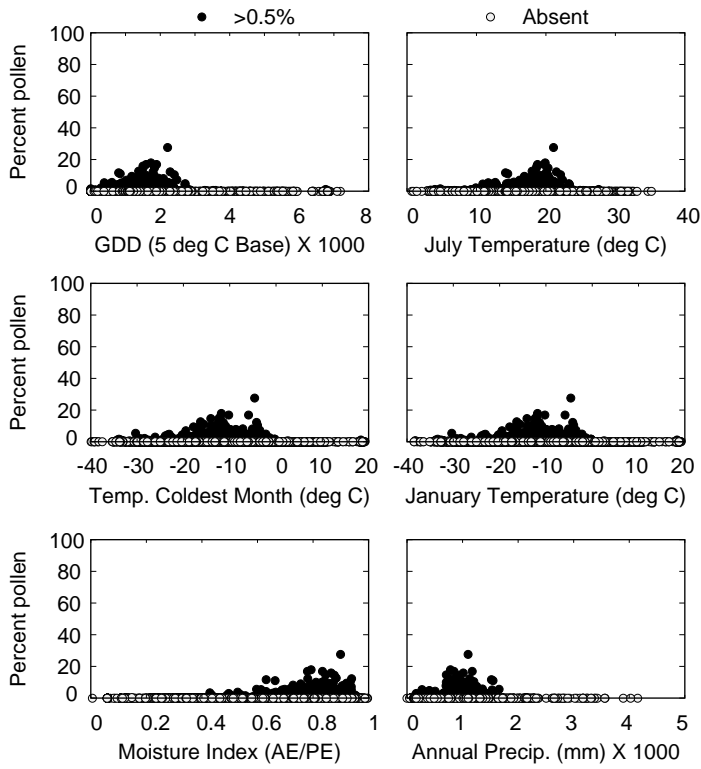 >0.5% Absent
Percent pollen
100
80
60
40
20
0
0 2 4 6 8
GDD (5 deg C Base) X 1000
0 10 20 30 40
July Temperature (deg C)
Percent pollen
100
80
60
40
20
0
-40 -30 -20 -10 0 10 20
Temp. Coldest Month (deg C)
-40 -30 -20 -10 0 10 20
January Temperature (deg C)
Percent pollen
100
80
60
40
20
0
0 0.2 0.4 0.6 0.8 1
Moisture Index (AE/PE)
0 1 2 3 4 5
Annual Precip. (mm) X 1000